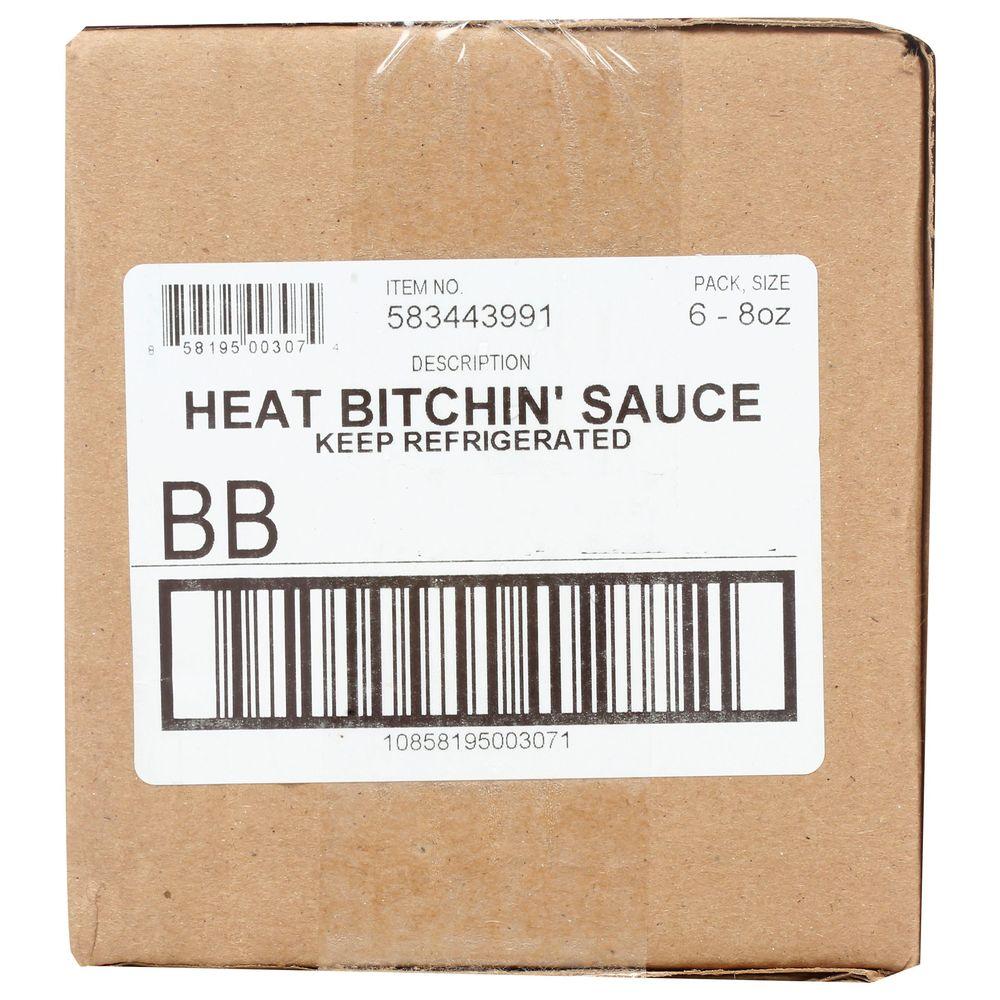 ITEM NO.
583443991
PACK, SIZE
6 - 8oz
8 58195 00307 4
DESCRIPTION
HEAT BITCHIN' SAUCE
KEEP REFRIGERATED
BB
10858195003071